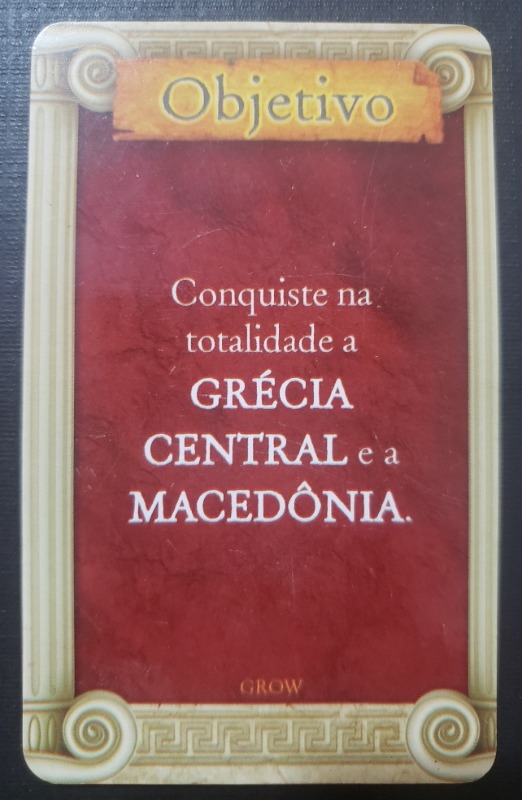 Objetivo
Conquiste na
totalidade a
GRÉCIA
CENTRAL e a
MACEDÔNIA.
GROW